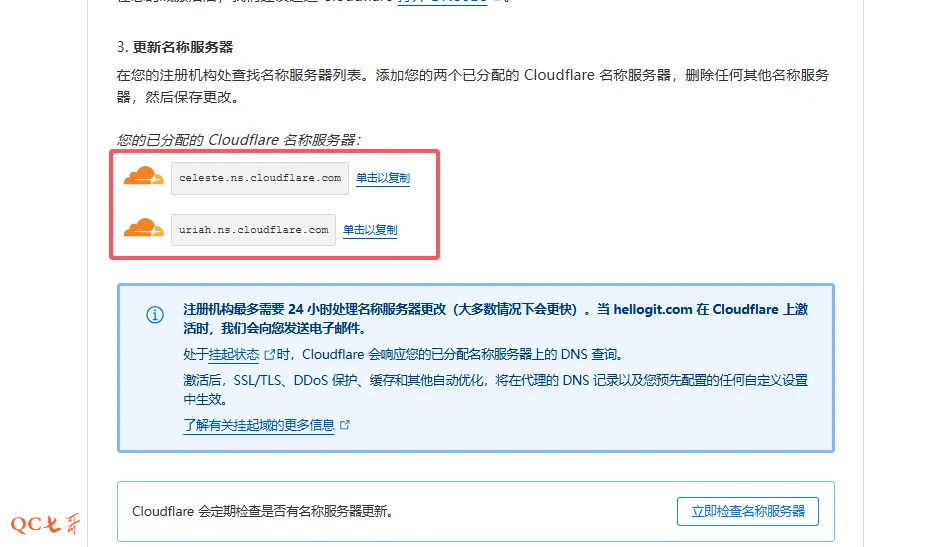 3. 更新名称服务器
在您的注册机构处查找名称服务器列表。添加您的两个已分配的 Cloudflare 名称服务器，删除任何其他名称服务
器，然后保存更改。
您的已分配的 Cloudflare 名称服务器：
celeste.ns.cloudflare.com 单击以复制
uriah.ns.cloudflare.com 单击以复制
注册机构最多需要 24 小时处理名称服务器更改（大多数情况下会更快）。当 hellogit.com 在 Cloudflare 上激
活时，我们会向您发送电子邮件。
处于挂起状态时，Cloudflare 会响应您的已分配名称服务器上的 DNS 查询。
激活后，SSL/TLS、DDoS 保护、缓存和其他自动优化，将在代理的 DNS 记录以及您预先配置的任何自定义设置
中生效。
了解有关挂起域的更多信息
Cloudflare 会定期检查是否有名称服务器更新。 立即检查名称服务器
QC七哥